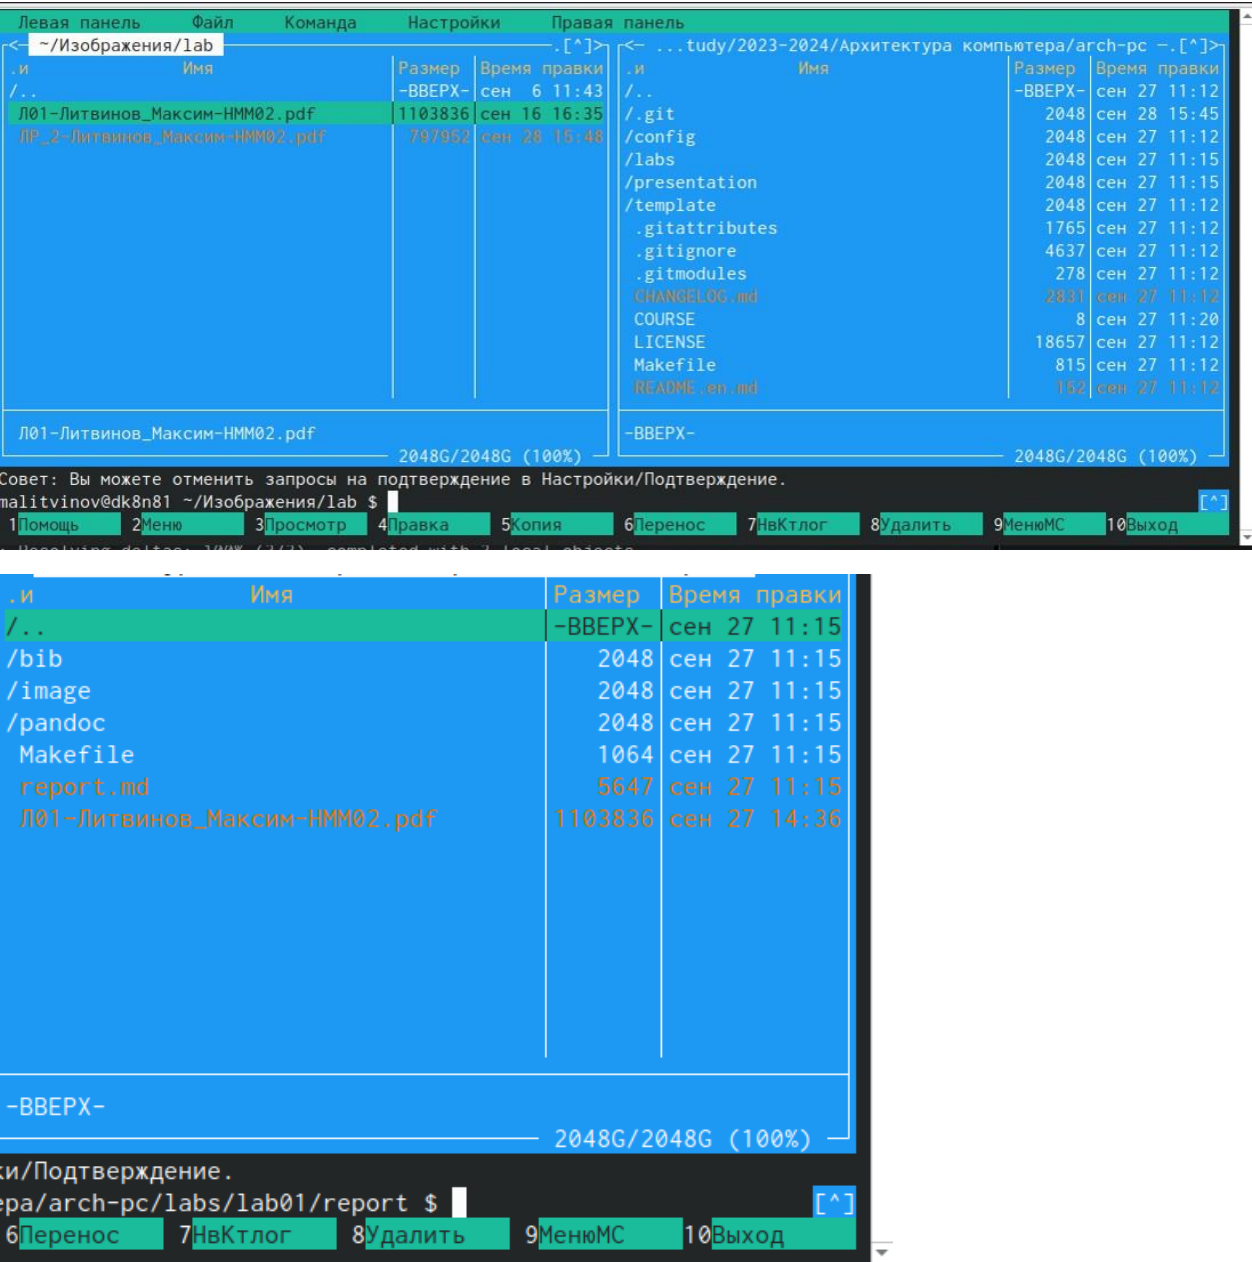 Левая панель Файл Команда Настройки Правая панель
<— ~/Изображения/lab .[^]> <— ...tudy/2023-2024/Архитектура компьютера/arch-pc —.[^]>
.и Имя Размер Время правки .и Имя Размер Время правки
/.. -ВВЕРХ- сен 6 11:43 /.. -ВВЕРХ- сен 27 11:12
Л01-Литвинов_Максим-НММ02.pdf 1103836 сен 16 16:35 /.git 2048 сен 28 15:45
ЛР_2-Литвинов_Максим-НММ02.pdf 797952 сен 28 15:48 /config 2048 сен 27 11:12
/labs 2048 сен 27 11:15
/presentation 2048 сен 27 11:15
/template 2048 сен 27 11:12
.gitattributes 1765 сен 27 11:12
.gitignore 4637 сен 27 11:12
.gitmodules 278 сен 27 11:12
CHANGELOG.md 2831 сен 27 11:12
COURSE 8 сен 27 11:20
LICENSE 18657 сен 27 11:12
Makefile 815 сен 27 11:12
README.en.md 152 сен 27 11:12
Л01-Литвинов_Максим-НММ02.pdf -ВВЕРХ-
2048G/2048G (100%) 2048G/2048G (100%)
Совет: Вы можете отменить запросы на подтверждение в Настройки/Подтверждение.
malitvinov@dk8n81 ~/Изображения/lab $ [^]
1Помощь 2Меню 3Просмотр 4Правка 5Копия 6Перенос 7НвКтлог 8Удалить 9МенюМС 10Выход
.и Имя Размер Время правки
/.. -ВВЕРХ- сен 27 11:15
/bib 2048 сен 27 11:15
/image 2048 сен 27 11:15
/pandoc 2048 сен 27 11:15
Makefile 1064 сен 27 11:15
report.md 5647 сен 27 11:15
Л01-Литвинов_Максим-НММ02.pdf 1103836 сен 27 14:36
-ВВЕРХ-
2048G/2048G (100%)
ки/Подтверждение.
ера/arch-pc/labs/lab01/report $ [^]
6Перенос 7НвКтлог 8Удалить 9МенюМС 10Выход